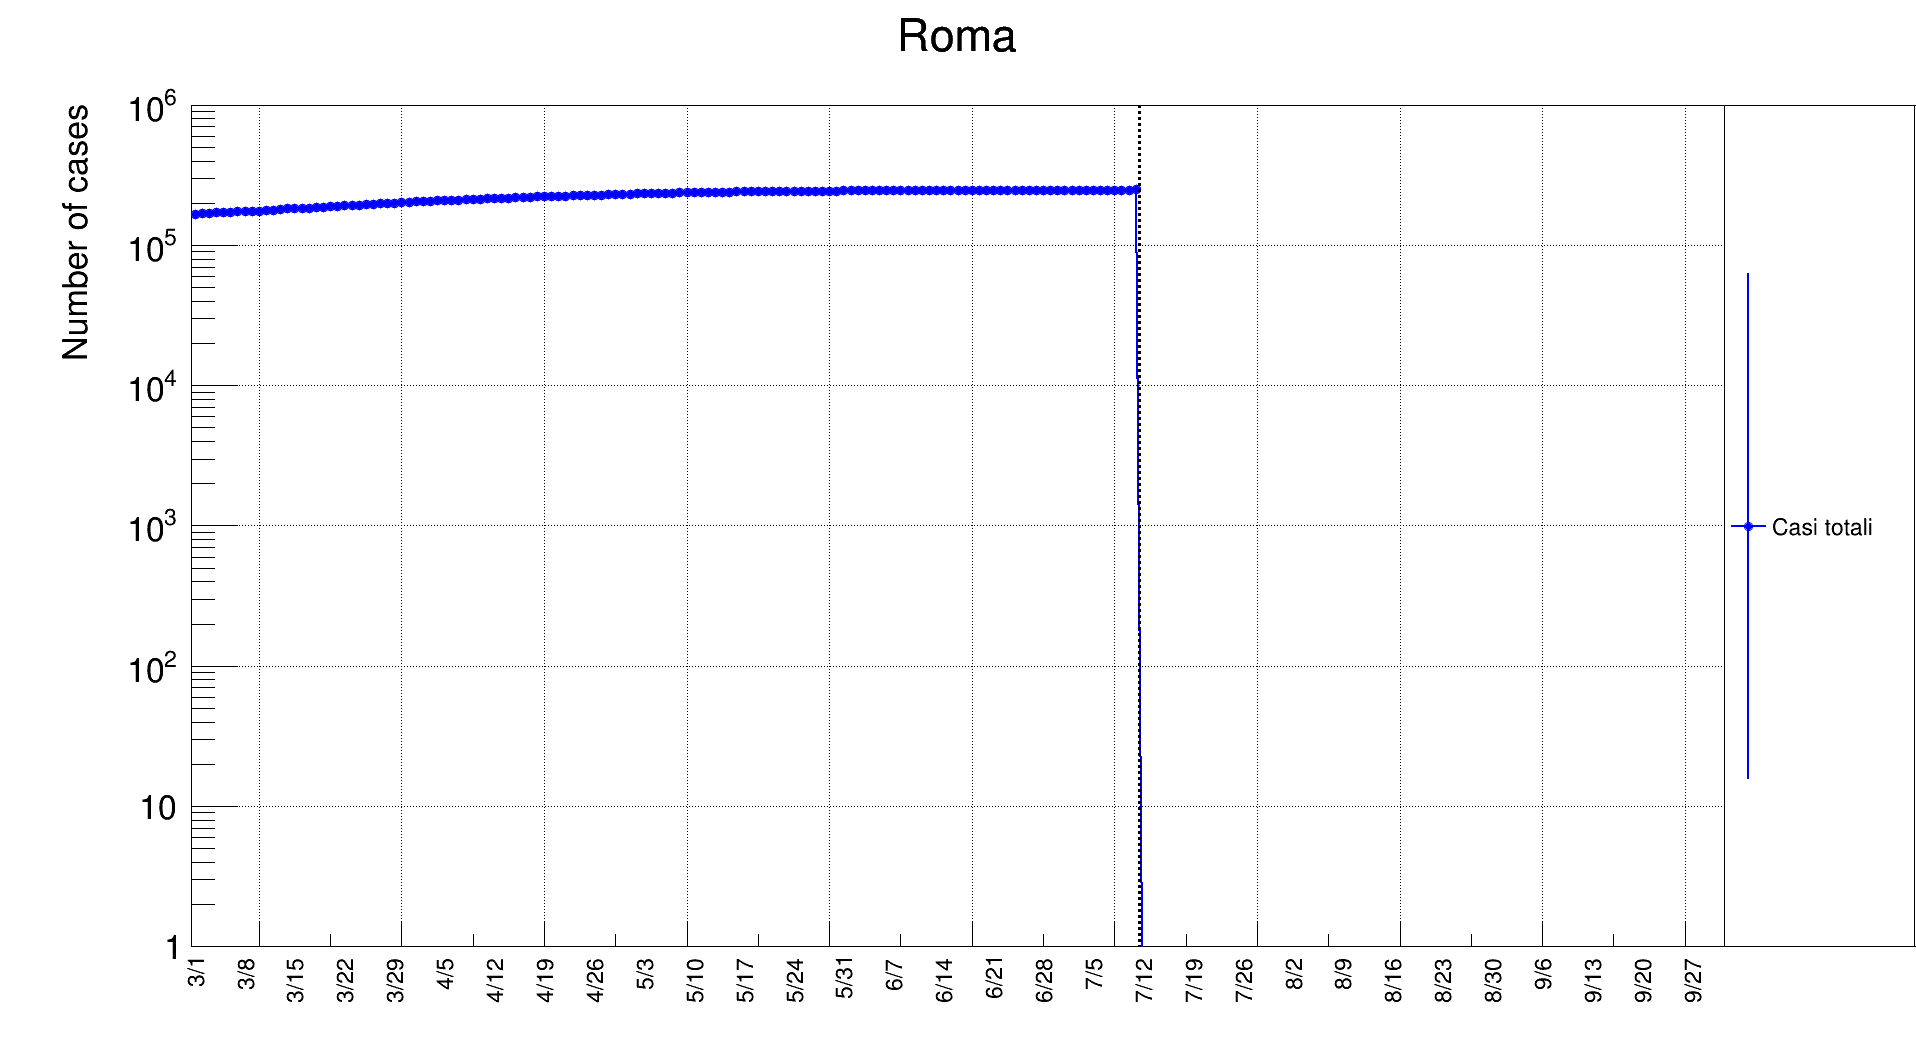 Roma
Number of cases
10^6
10^5
10^4
10^3
10^2
10
1
3/1 3/8 3/15 3/22 3/29 4/5 4/12 4/19 4/26 5/3 5/10 5/17 5/24 5/31 6/7 6/14 6/21 6/28 7/5 7/12 7/19 7/26 8/2 8/9 8/16 8/23 8/30 9/6 9/13 9/20 9/27
Casi totali